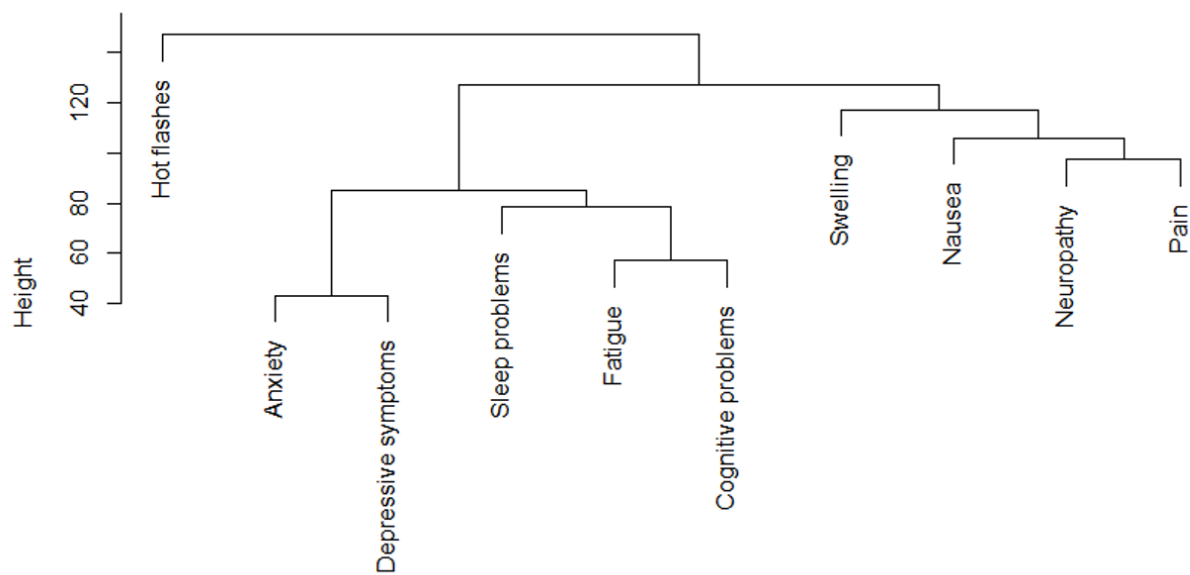 Height
120
80
60
40
Hot flashes
Anxiety
Depressive symptoms
Sleep problems
Fatigue
Cognitive problems
Swelling
Nausea
Neuropathy
Pain